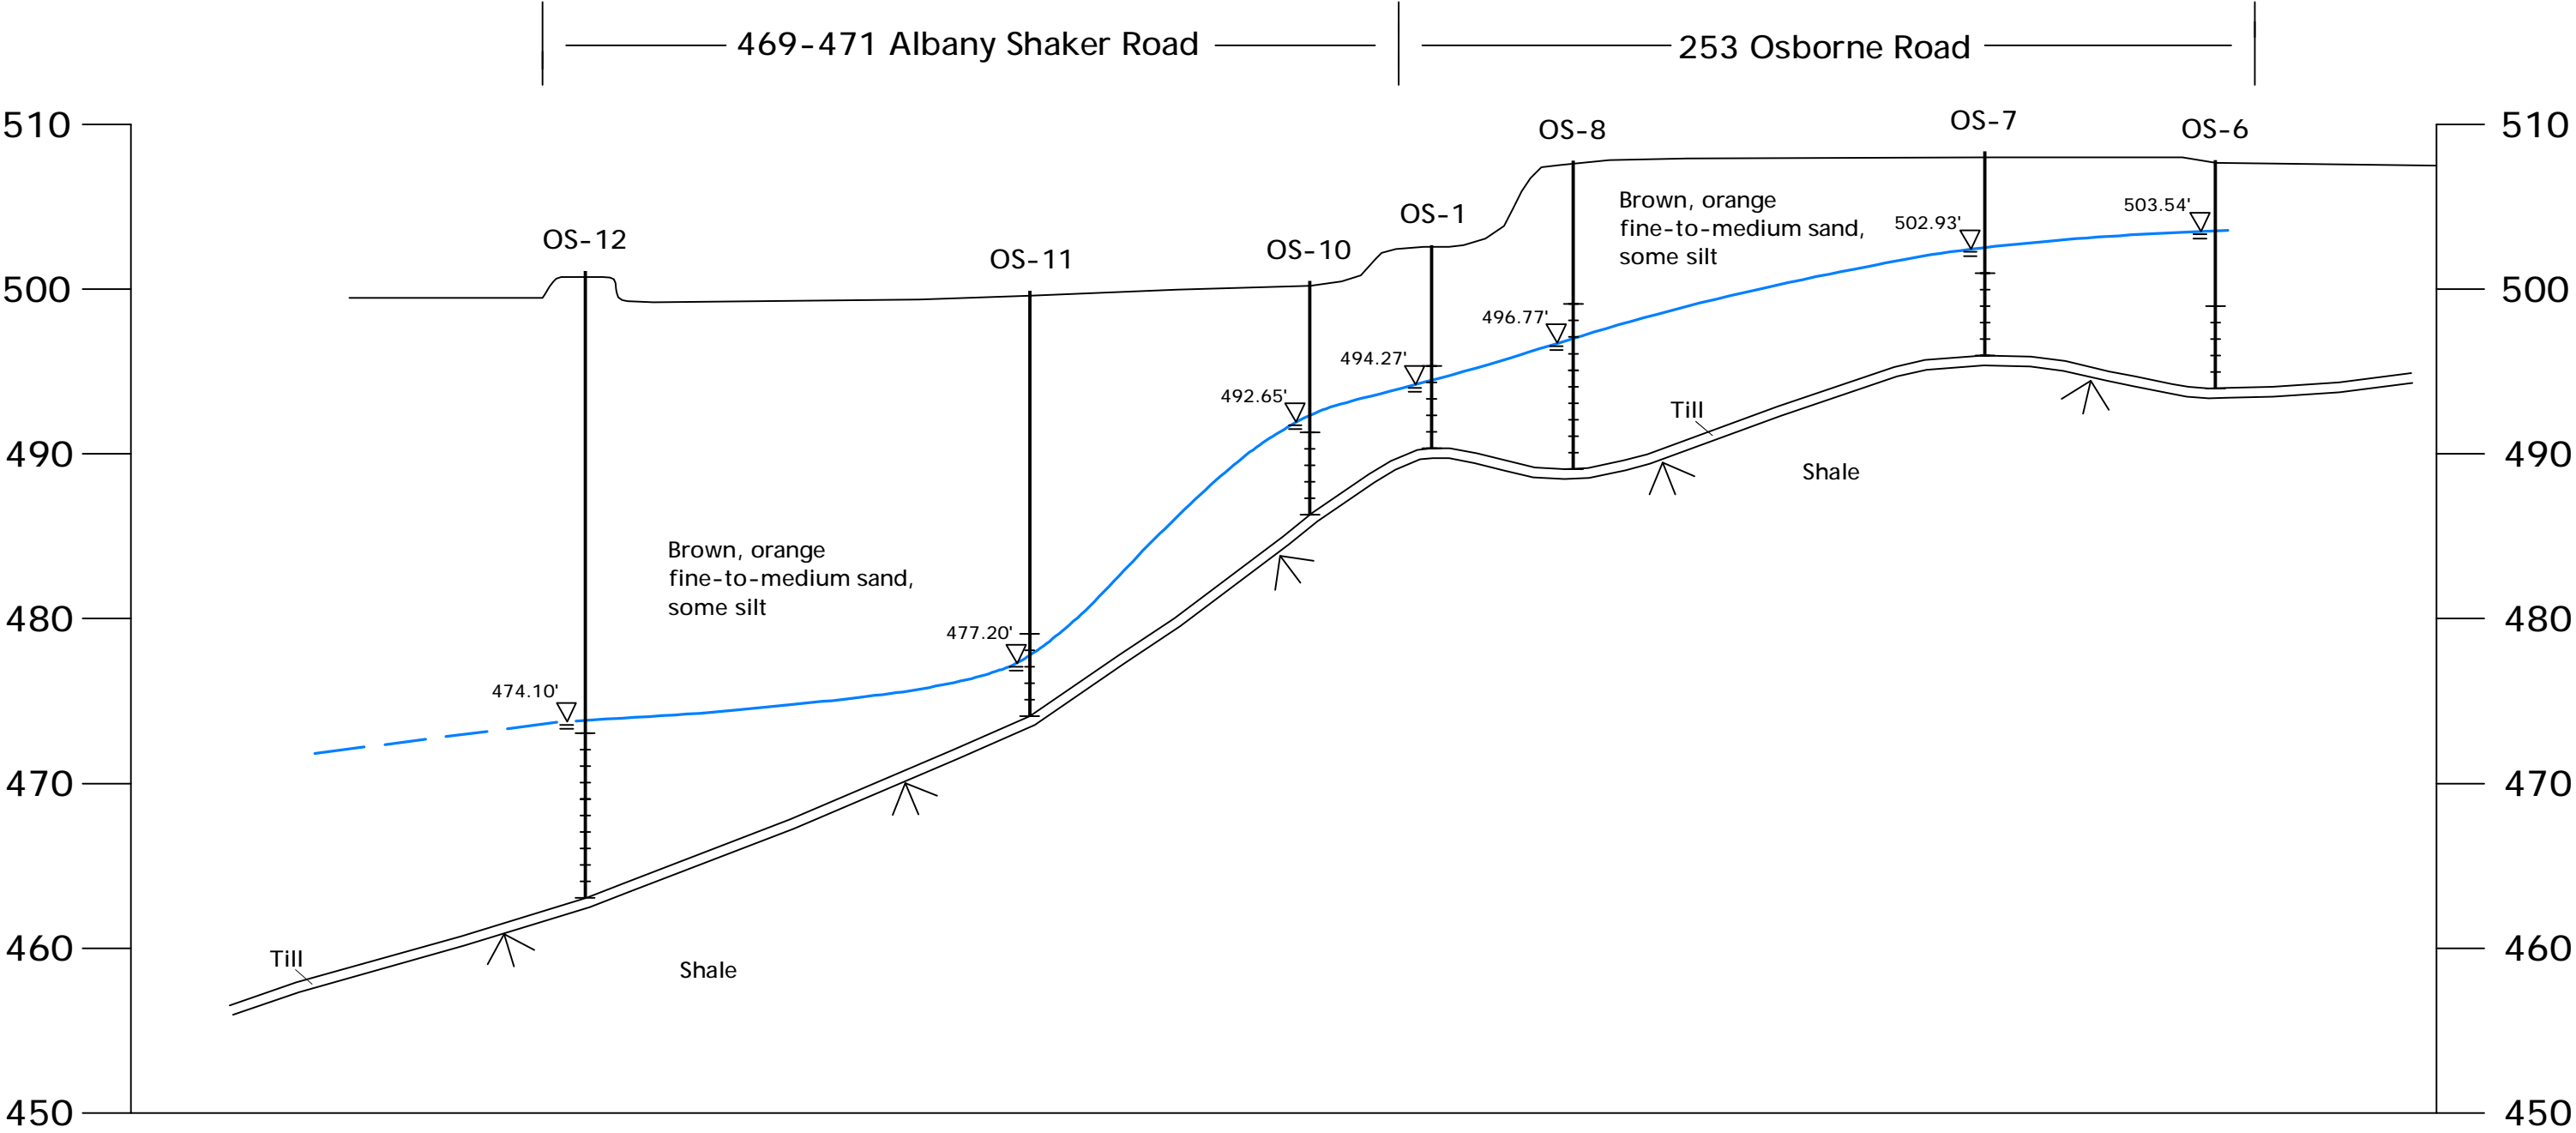 469-471 Albany Shaker Road
253 Osborne Road
510
510
OS-7
OS-8
OS-6
Brown, orange
fine-to-medium sand,
some silt
503.54'
OS-1
502.93'
OS-12
OS-10
OS-11
500
500
496.77'
494.27'
492.65'
Till
490
490
Shale
Brown, orange
fine-to-medium sand,
some silt
480
480
477.20'
474.10'
470
470
460
460
Till
Shale
450
450